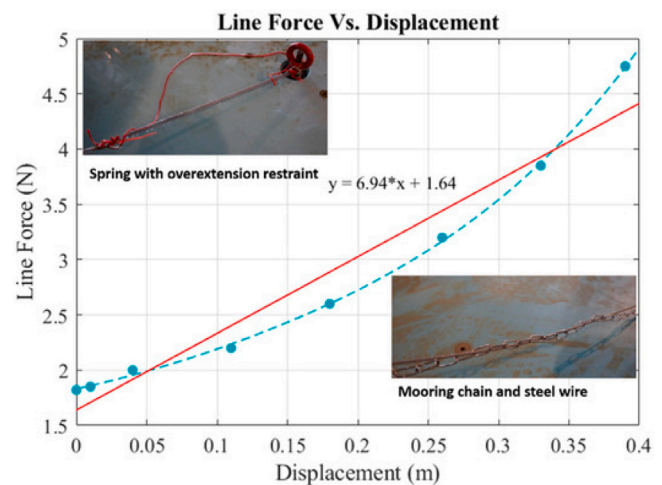 Line Force Vs. Displacement
5
4.5
4
3.5
3
2.5
2
1.5
Line Force (N)
Spring with overextension restraint
y = 6.94*x + 1.64
Mooring chain and steel wire
0 0.05 0.1 0.15 0.2 0.25 0.3 0.35 0.4
Displacement (m)